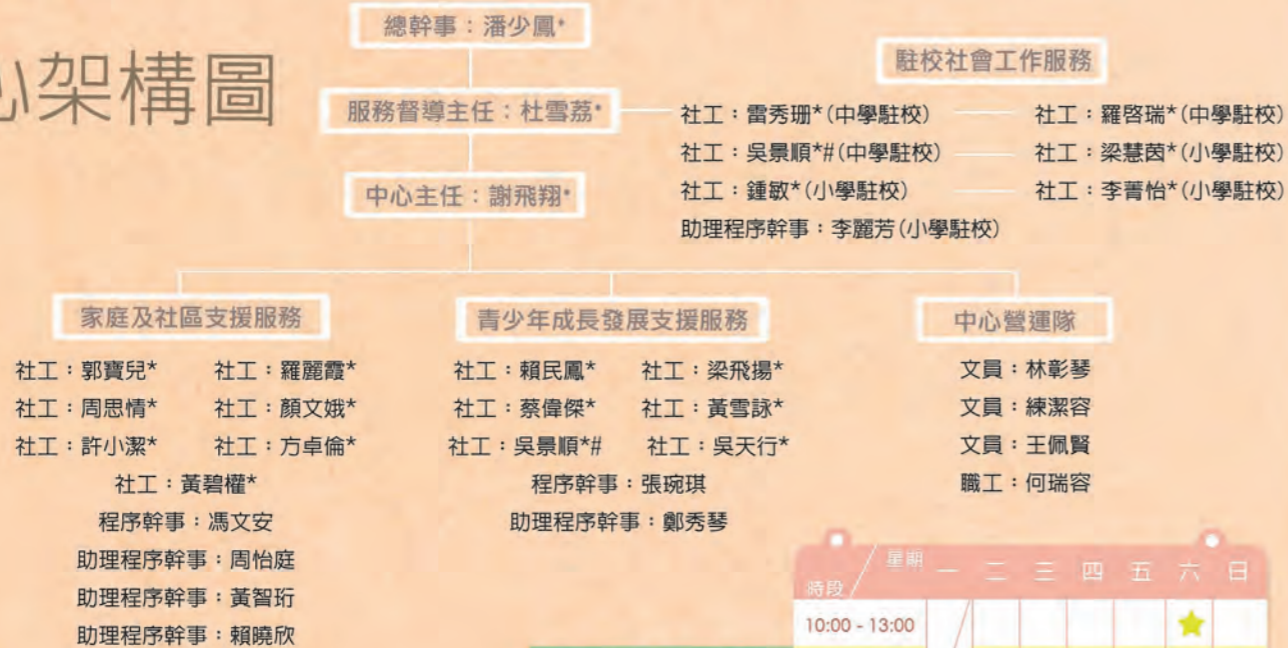 架構圖
總幹事：潘少鳳*
服務督導主任：杜雪荔*
中心主任：謝飛翔*
駐校社會工作服務
社工：雷秀珊*(中學駐校) 社工：羅啓瑞*(中學駐校)
社工：吳景順*#(中學駐校) 社工：梁慧茵*(小學駐校)
社工：鍾敏*(小學駐校) 社工：李菁怡*(小學駐校)
助理程序幹事：李麗芳(小學駐校)
家庭及社區支援服務
社工：郭寶兒* 社工：羅麗霞*
社工：周思情* 社工：顏文娥*
社工：許小潔* 社工：方卓倫*
社工：黃碧權*
程序幹事：馮文安
助理程序幹事：周怡庭
助理程序幹事：黃智珩
助理程序幹事：賴曉欣
青少年成長發展支援服務
社工：賴民鳳* 社工：梁飛揚*
社工：蔡偉傑* 社工：黃雪詠*
社工：吳景順*# 社工：吳天行*
程序幹事：張琬琪
助理程序幹事：鄭秀琴
中心營運隊
文員：林彰琴
文員：練潔容
文員：王佩賢
職工：何瑞容
時段 / 星期 一 二 三 四 五 六 日
10:00 - 13:00